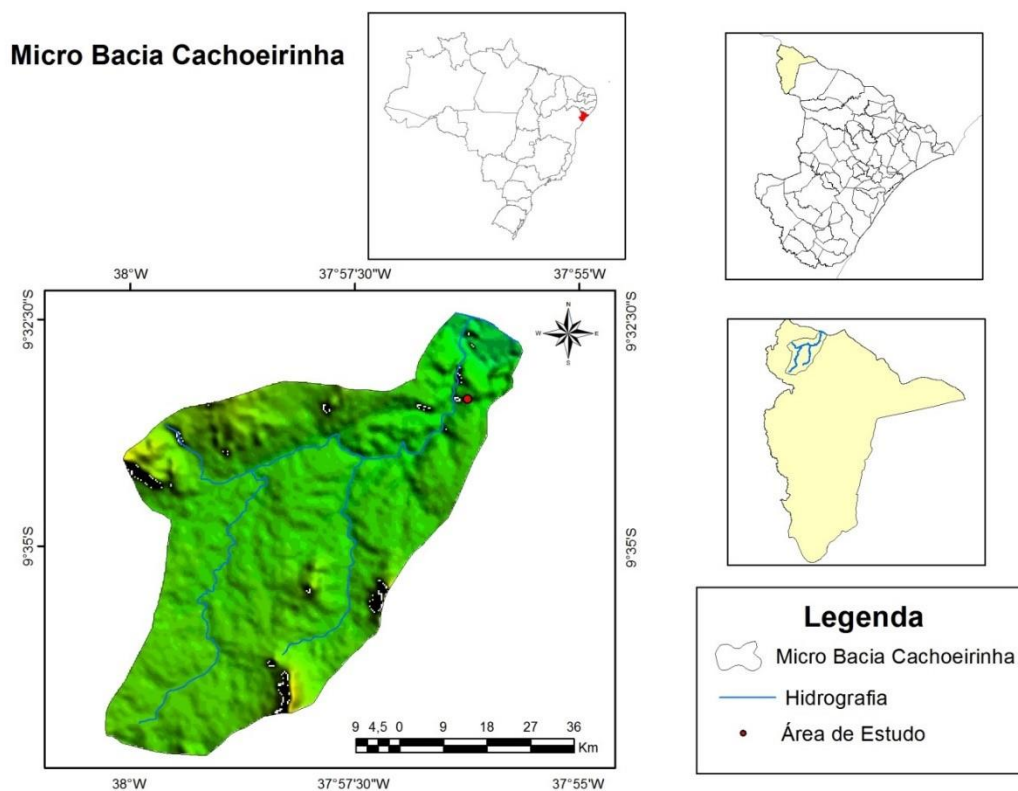 Micro Bacia Cachoeirinha
38°W 37°57'30"W 37°55'W
9°32'30"S
9°32'30"S
N
W E
S
9°35'S
9°35'S
9 4,5 0 9 18 27 36
Km
38°W 37°57'30"W 37°55'W
Legenda
Micro Bacia Cachoeirinha
Hidrografia
Área de Estudo